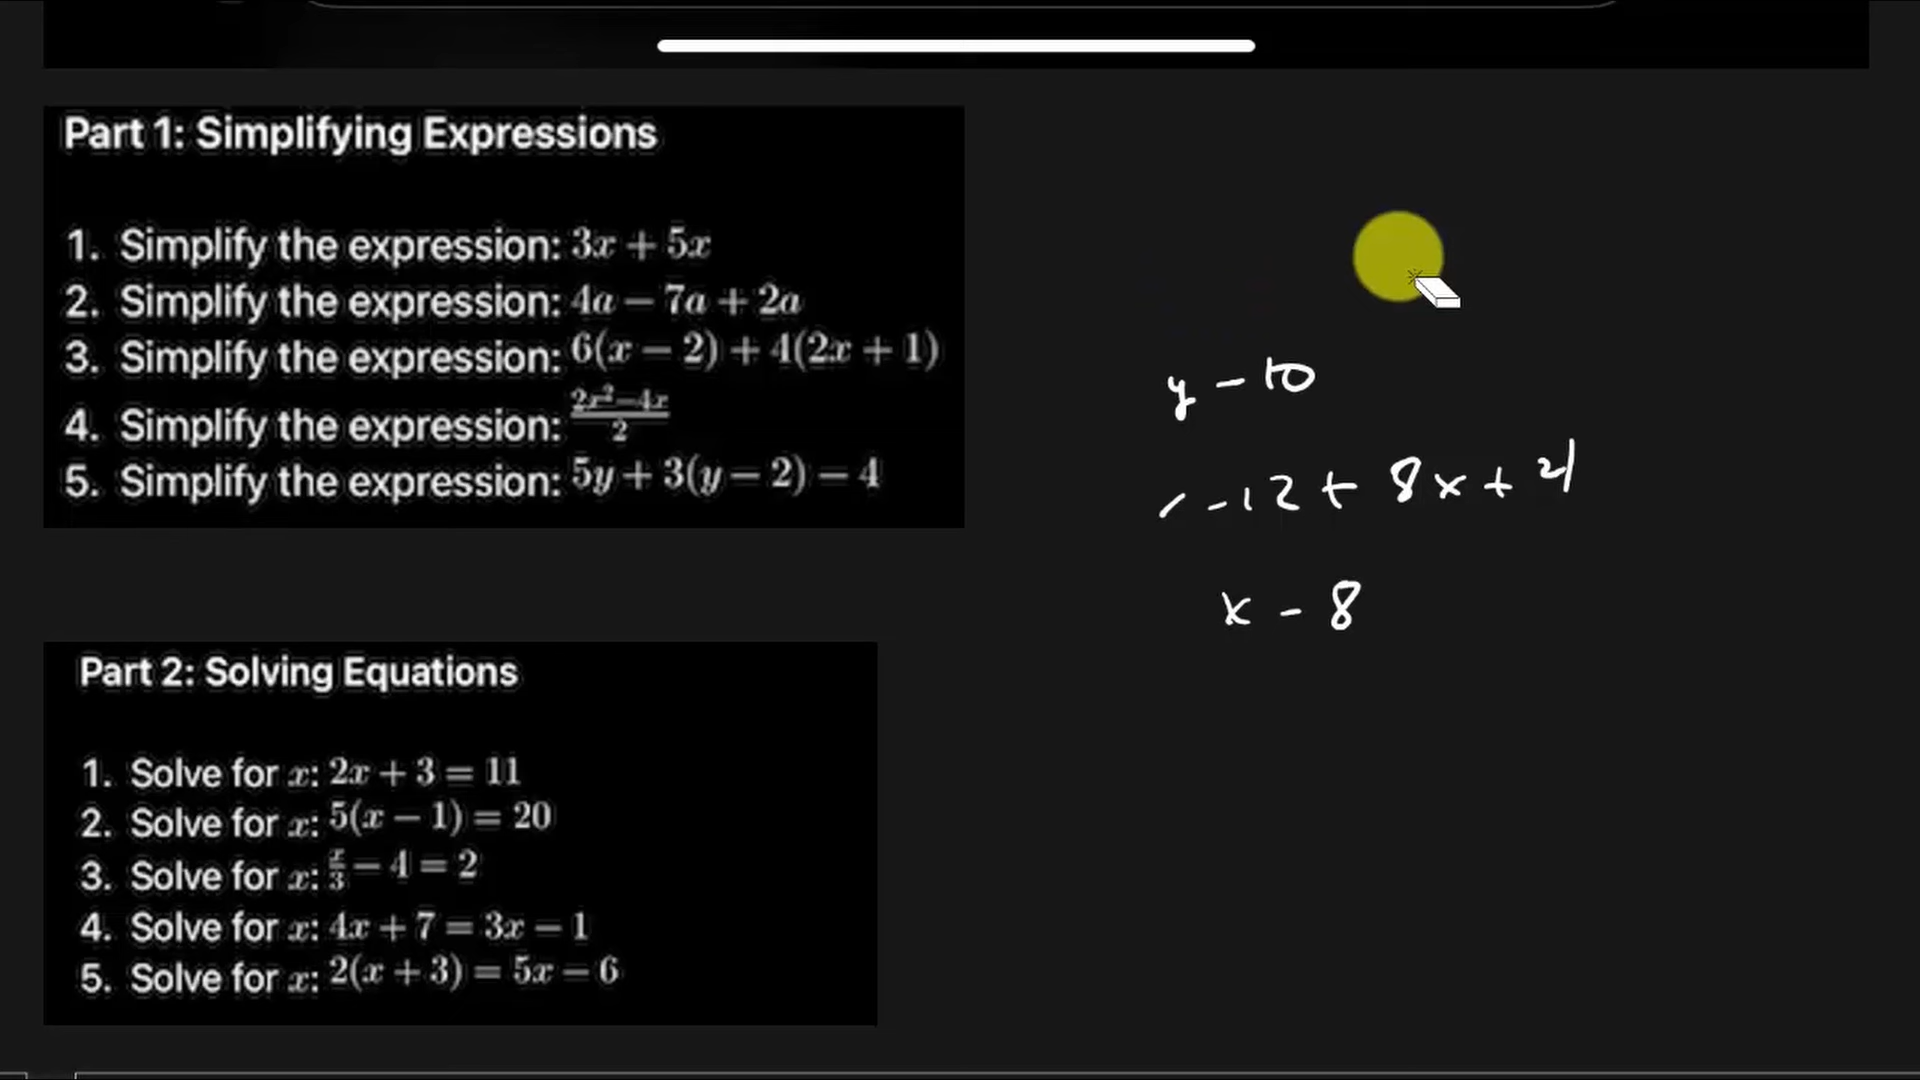 Part 1: Simplifying Expressions
1. Simplify the expression: 3x + 5x
2. Simplify the expression: 4a − 7a + 2a
3. Simplify the expression: 6(x − 2) + 4(2x + 1)
4. Simplify the expression: \frac{2x^2−4x}{2}
5. Simplify the expression: 5y + 3(y − 2) − 4
y - 10
-12 + 8x + 4
x - 8
Part 2: Solving Equations
1. Solve for x: 2x + 3 = 11
2. Solve for x: 5(x − 1) = 20
3. Solve for x: \frac{x}{3} − 4 = 2
4. Solve for x: 4x + 7 = 3x − 1
5. Solve for x: 2(x + 3) = 5x − 6